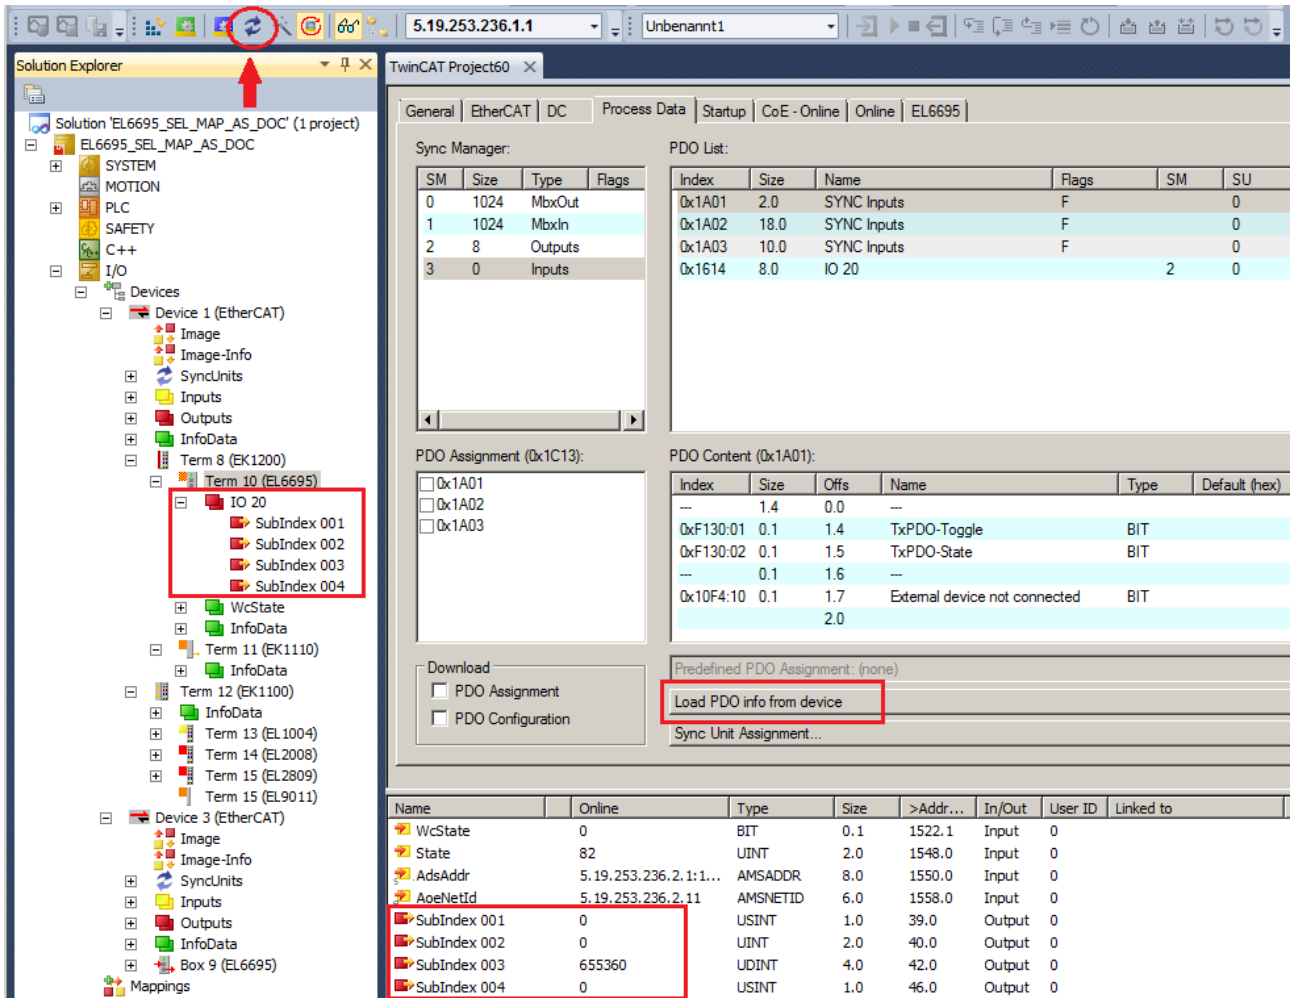 5.19.253.236.1.1
Unbenannt1
Solution Explorer
TwinCAT Project60
Solution 'EL6695_SEL_MAP_AS_DOC' (1 project)
EL6695_SEL_MAP_AS_DOC
SYSTEM
MOTION
PLC
SAFETY
C++
I/O
Devices
Device 1 (EtherCAT)
Image
Image-Info
SyncUnits
Inputs
Outputs
InfoData
Term 8 (EK1200)
Term 10 (EL6695)
IO 20
SubIndex 001
SubIndex 002
SubIndex 003
SubIndex 004
WcState
InfoData
Term 11 (EK1110)
InfoData
Term 12 (EK1100)
InfoData
Term 13 (EL1004)
Term 14 (EL2008)
Term 15 (EL2809)
Term 15 (EL9011)
Device 3 (EtherCAT)
Image
Image-Info
SyncUnits
Inputs
Outputs
InfoData
Box 9 (EL6695)
Mappings
General EtherCAT DC Process Data Startup CoE - Online Online EL6695
Sync Manager:
SM Size Type Flags
0 1024 MbxOut
1 1024 MbxIn
2 8 Outputs
3 0 Inputs
PDO List:
Index Size Name Flags SM SU
0x1A01 2.0 SYNC Inputs F 0
0x1A02 18.0 SYNC Inputs F 0
0x1A03 10.0 SYNC Inputs F 0
0x1614 8.0 IO 20 2 0
PDO Assignment (0x1C13):
0x1A01
0x1A02
0x1A03
PDO Content (0x1A01):
Index Size Offs Name Type Default (hex)
--- 1.4 0.0 ---
0xF130:01 0.1 1.4 TxPDO-Toggle BIT
0xF130:02 0.1 1.5 TxPDO-State BIT
--- 0.1 1.6 ---
0x10F4:10 0.1 1.7 External device not connected BIT
2.0
Download
PDO Assignment
PDO Configuration
Predefined PDO Assignment: (none)
Load PDO info from device
Sync Unit Assignment...
Name Online Type Size >Addr... In/Out User ID Linked to
WcState 0 BIT 0.1 1522.1 Input 0
State 82 UINT 2.0 1548.0 Input 0
AdsAddr 5.19.253.236.2.1:1... AMSADDR 8.0 1550.0 Input 0
AoeNetId 5.19.253.236.2.11 AMSNETID 6.0 1558.0 Input 0
SubIndex 001 0 USINT 1.0 39.0 Output 0
SubIndex 002 0 UINT 2.0 40.0 Output 0
SubIndex 003 655360 UDINT 4.0 42.0 Output 0
SubIndex 004 0 USINT 1.0 46.0 Output 0